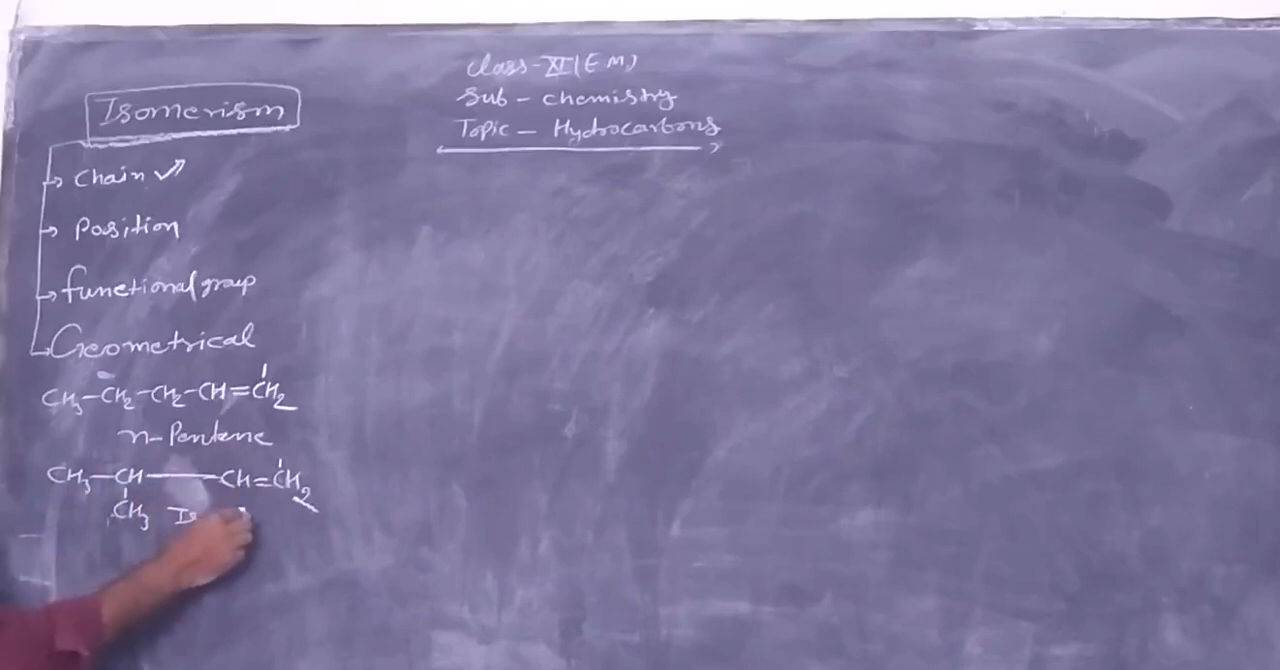 Class-XI(E.M)
Sub - chemistry
Topic - Hydrocarbons
Isomerism
→ Chain ✓
→ Position
→ functional group
→ Geometrical
CH₃-CH₂-CH₂-CH=CH₂
n-Pentene
CH₃-CH-CH=CH₂
CH₃